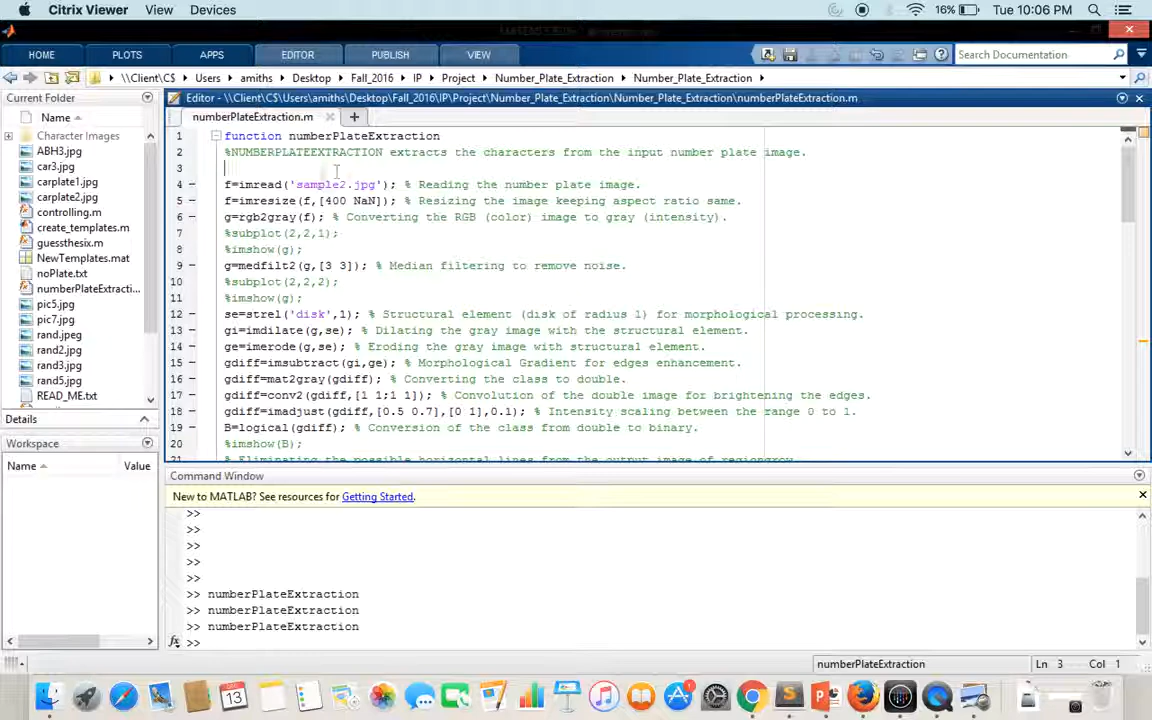 Citrix Viewer View Devices
16% Tue 10:06 PM
HOME PLOTS APPS EDITOR PUBLISH VIEW
Search Documentation
\\Client\C$ Users amiths Desktop Fall_2016 IP Project Number_Plate_Extraction Number_Plate_Extraction
Current Folder
Name
Character Images
ABH3.jpg
car3.jpg
carplate1.jpg
carplate2.jpg
controlling.m
create_templates.m
guessthesix.m
NewTemplates.mat
noPlate.txt
numberPlateExtracti...
pic5.jpg
pic7.jpg
rand.jpeg
rand2.jpg
rand3.jpg
rand5.jpg
READ_ME.txt
Details
Workspace
Name Value
Editor - \\Client\C$\Users\amiths\Desktop\Fall_2016\IP\Project\Number_Plate_Extraction\Number_Plate_Extraction\numberPlateExtraction.m
numberPlateExtraction.m
1 function numberPlateExtraction
2 %NUMBERPLATEEXTRACTION extracts the characters from the input number plate image.
3
4 - f=imread('sample2.jpg'); % Reading the number plate image.
5 - f=imresize(f,[400 NaN]); % Resizing the image keeping aspect ratio same.
6 - g=rgb2gray(f); % Converting the RGB (color) image to gray (intensity).
7 %subplot(2,2,1);
8 %imshow(g);
9 - g=medfilt2(g,[3 3]); % Median filtering to remove noise.
10 %subplot(2,2,2);
11 %imshow(g);
12 - se=strel('disk',1); % Structural element (disk of radius 1) for morphological processing.
13 - gi=imdilate(g,se); % Dilating the gray image with the structural element.
14 - ge=imerode(g,se); % Eroding the gray image with structural element.
15 - gdiff=imsubtract(gi,ge); % Morphological Gradient for edges enhancement.
16 - gdiff=mat2gray(gdiff); % Converting the class to double.
17 - gdiff=conv2(gdiff,[1 1;1 1]); % Convolution of the double image for brightening the edges.
18 - gdiff=imadjust(gdiff,[0.5 0.7],[0 1],0.1); % Intensity scaling between the range 0 to 1.
19 - B=logical(gdiff); % Conversion of the class from double to binary.
20 %imshow(B);
21 % Eliminating the possible horizontal lines from the output image of regiongrow
Command Window
New to MATLAB? See resources for Getting Started.
>>
>>
>>
>>
>>
>> numberPlateExtraction
>> numberPlateExtraction
>> numberPlateExtraction
fx >>
numberPlateExtraction Ln 3 Col 1
DEC
13